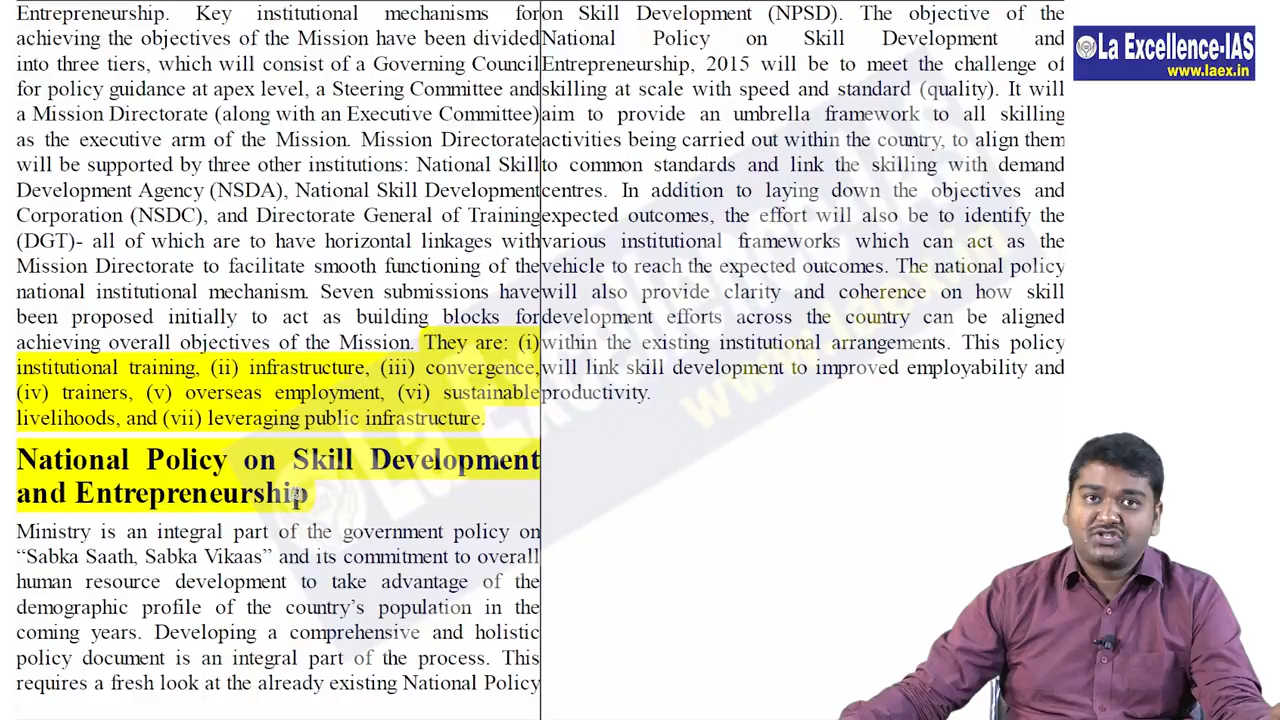 Entrepreneurship. Key institutional mechanisms for
achieving the objectives of the Mission have been divided
into three tiers, which will consist of a Governing Council
for policy guidance at apex level, a Steering Committee and
a Mission Directorate (along with an Executive Committee)
as the executive arm of the Mission. Mission Directorate
will be supported by three other institutions: National Skill
Development Agency (NSDA), National Skill Development
Corporation (NSDC), and Directorate General of Training
(DGT)- all of which are to have horizontal linkages with
Mission Directorate to facilitate smooth functioning of the
national institutional mechanism. Seven submissions have
been proposed initially to act as building blocks for
achieving overall objectives of the Mission. They are: (i)
institutional training, (ii) infrastructure, (iii) convergence,
(iv) trainers, (v) overseas employment, (vi) sustainable
livelihoods, and (vii) leveraging public infrastructure.
National Policy on Skill Development
and Entrepreneurship
Ministry is an integral part of the government policy on
“Sabka Saath, Sabka Vikaas” and its commitment to overall
human resource development to take advantage of the
demographic profile of the country’s population in the
coming years. Developing a comprehensive and holistic
policy document is an integral part of the process. This
requires a fresh look at the already existing National Policy
on Skill Development (NPSD). The objective of the
National Policy on Skill Development and
Entrepreneurship, 2015 will be to meet the challenge of
skilling at scale with speed and standard (quality). It will
aim to provide an umbrella framework to all skilling
activities being carried out within the country, to align them
to common standards and link the skilling with demand
centres. In addition to laying down the objectives and
expected outcomes, the effort will also be to identify the
various institutional frameworks which can act as the
vehicle to reach the expected outcomes. The national policy
will also provide clarity and coherence on how skill
development efforts across the country can be aligned
within the existing institutional arrangements. This policy
will link skill development to improved employability and
productivity.
La Excellence-IAS
www.laex.in
La Excellence-IAS
www.laex.in